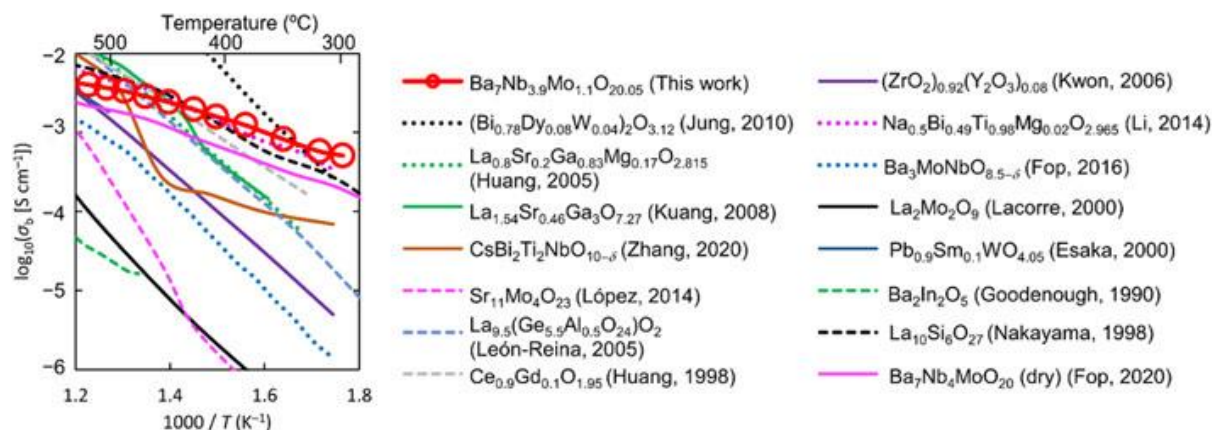 Temperature (ºC)
500 400 300
−2
−3
−4
−5
−6
log₁₀(σb [S cm⁻¹])
1.2 1.4 1.6 1.8
1000 / T (K⁻¹)
Ba₇Nb₃.₉Mo₁.₁O₂₀.₀₅ (This work)
(Bi₀.₇₈Dy₀.₀₈W₀.₀₄)₂O₃.₁₂ (Jung, 2010)
La₀.₈Sr₀.₂Ga₀.₈₃Mg₀.₁₇O₂.₈₁₅
(Huang, 2005)
La₁.₅₄Sr₀.₄₆Ga₃O₇.₂₇ (Kuang, 2008)
CsBi₂Ti₂NbO₁₀₋δ (Zhang, 2020)
Sr₁₁Mo₄O₂₃ (López, 2014)
La₉.₅(Ge₅.₅Al₀.₅O₂₄)O₂
(León-Reina, 2005)
Ce₀.₉Gd₀.₁O₁.₉₅ (Huang, 1998)
(ZrO₂)₀.₉₂(Y₂O₃)₀.₀₈ (Kwon, 2006)
Na₀.₅Bi₀.₄₉Ti₀.₉₈Mg₀.₀₂O₂.₉₆₅ (Li, 2014)
Ba₃MoNbO₈.₅₋δ (Fop, 2016)
La₂Mo₂O₉ (Lacorre, 2000)
Pb₀.₉Sm₀.₁WO₄.₀₅ (Esaka, 2000)
Ba₂In₂O₅ (Goodenough, 1990)
La₁₀Si₆O₂₇ (Nakayama, 1998)
Ba₇Nb₄MoO₂₀ (dry) (Fop, 2020)